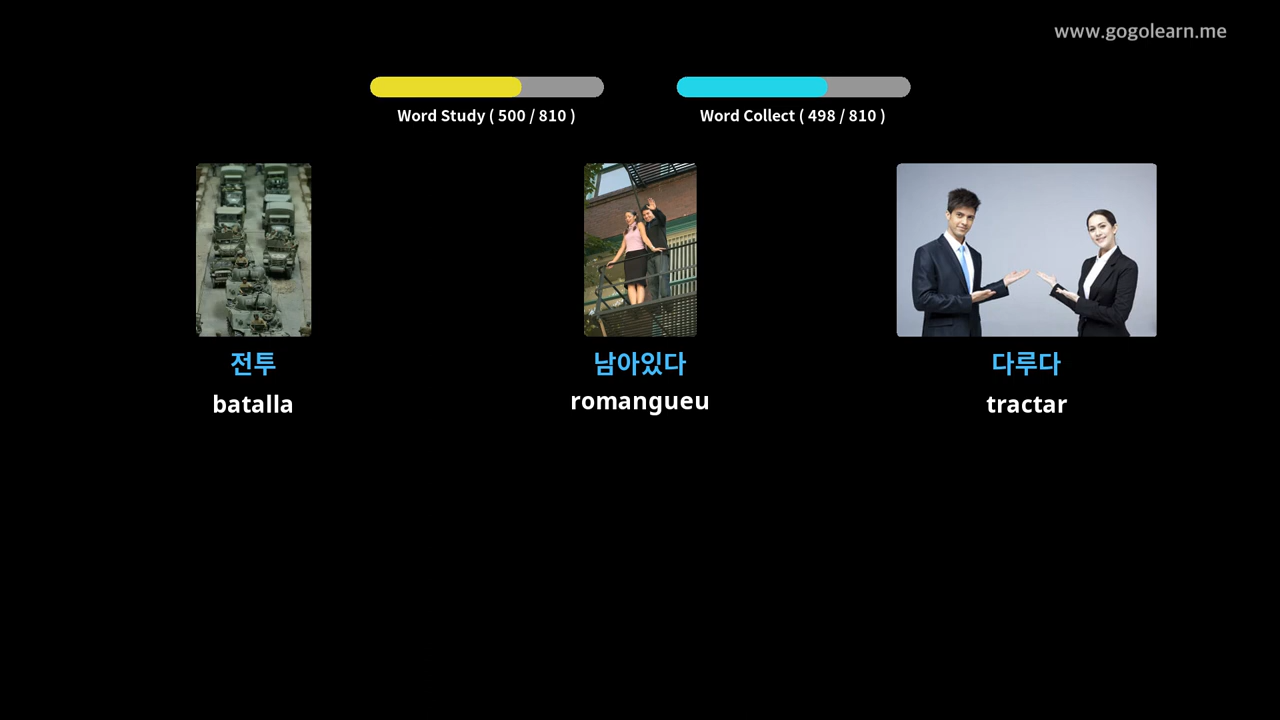 www.gogolearn.me
Word Study ( 500 / 810 )
Word Collect ( 498 / 810 )
전투
남아있다
다루다
batalla
romangueu
tractar